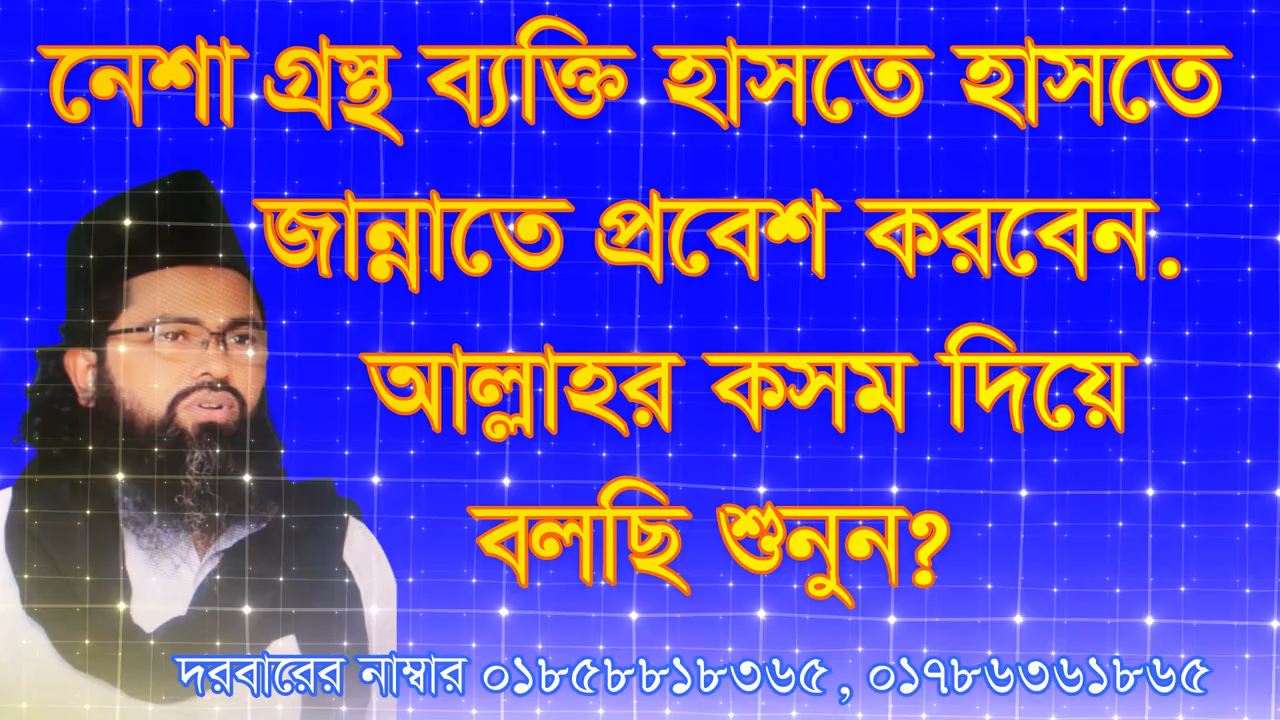 নেশা গ্রস্থ ব্যক্তি হাসতে হাসতে
জান্নাতে প্রবেশ করবেন.
আল্লাহর কসম দিয়ে
বলছি শুনুন?
দরবারের নাম্বার ০১৮৫৮৮১৮৩৬৫, ০১৭৮৬৩৬১৮৬৫